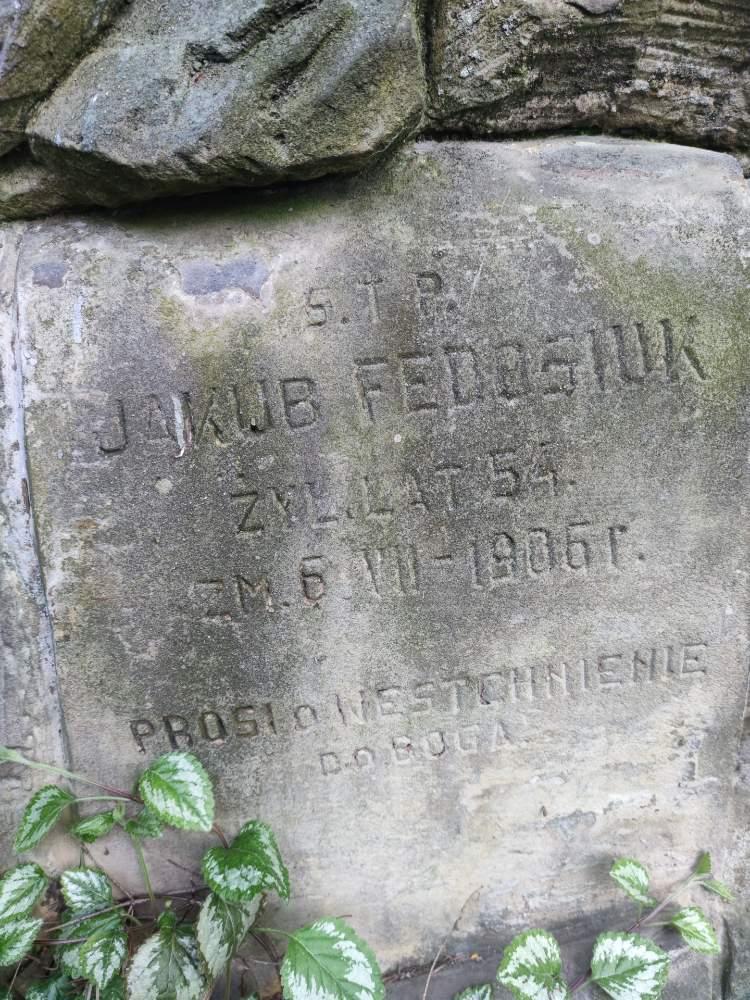 S.T P.
JAKUB FEDOSIUK
ŻYŁ.LAT 54.
ZM.6 VII-1906 r.
PROSI o WESTCHNIENIE
Do BOGA